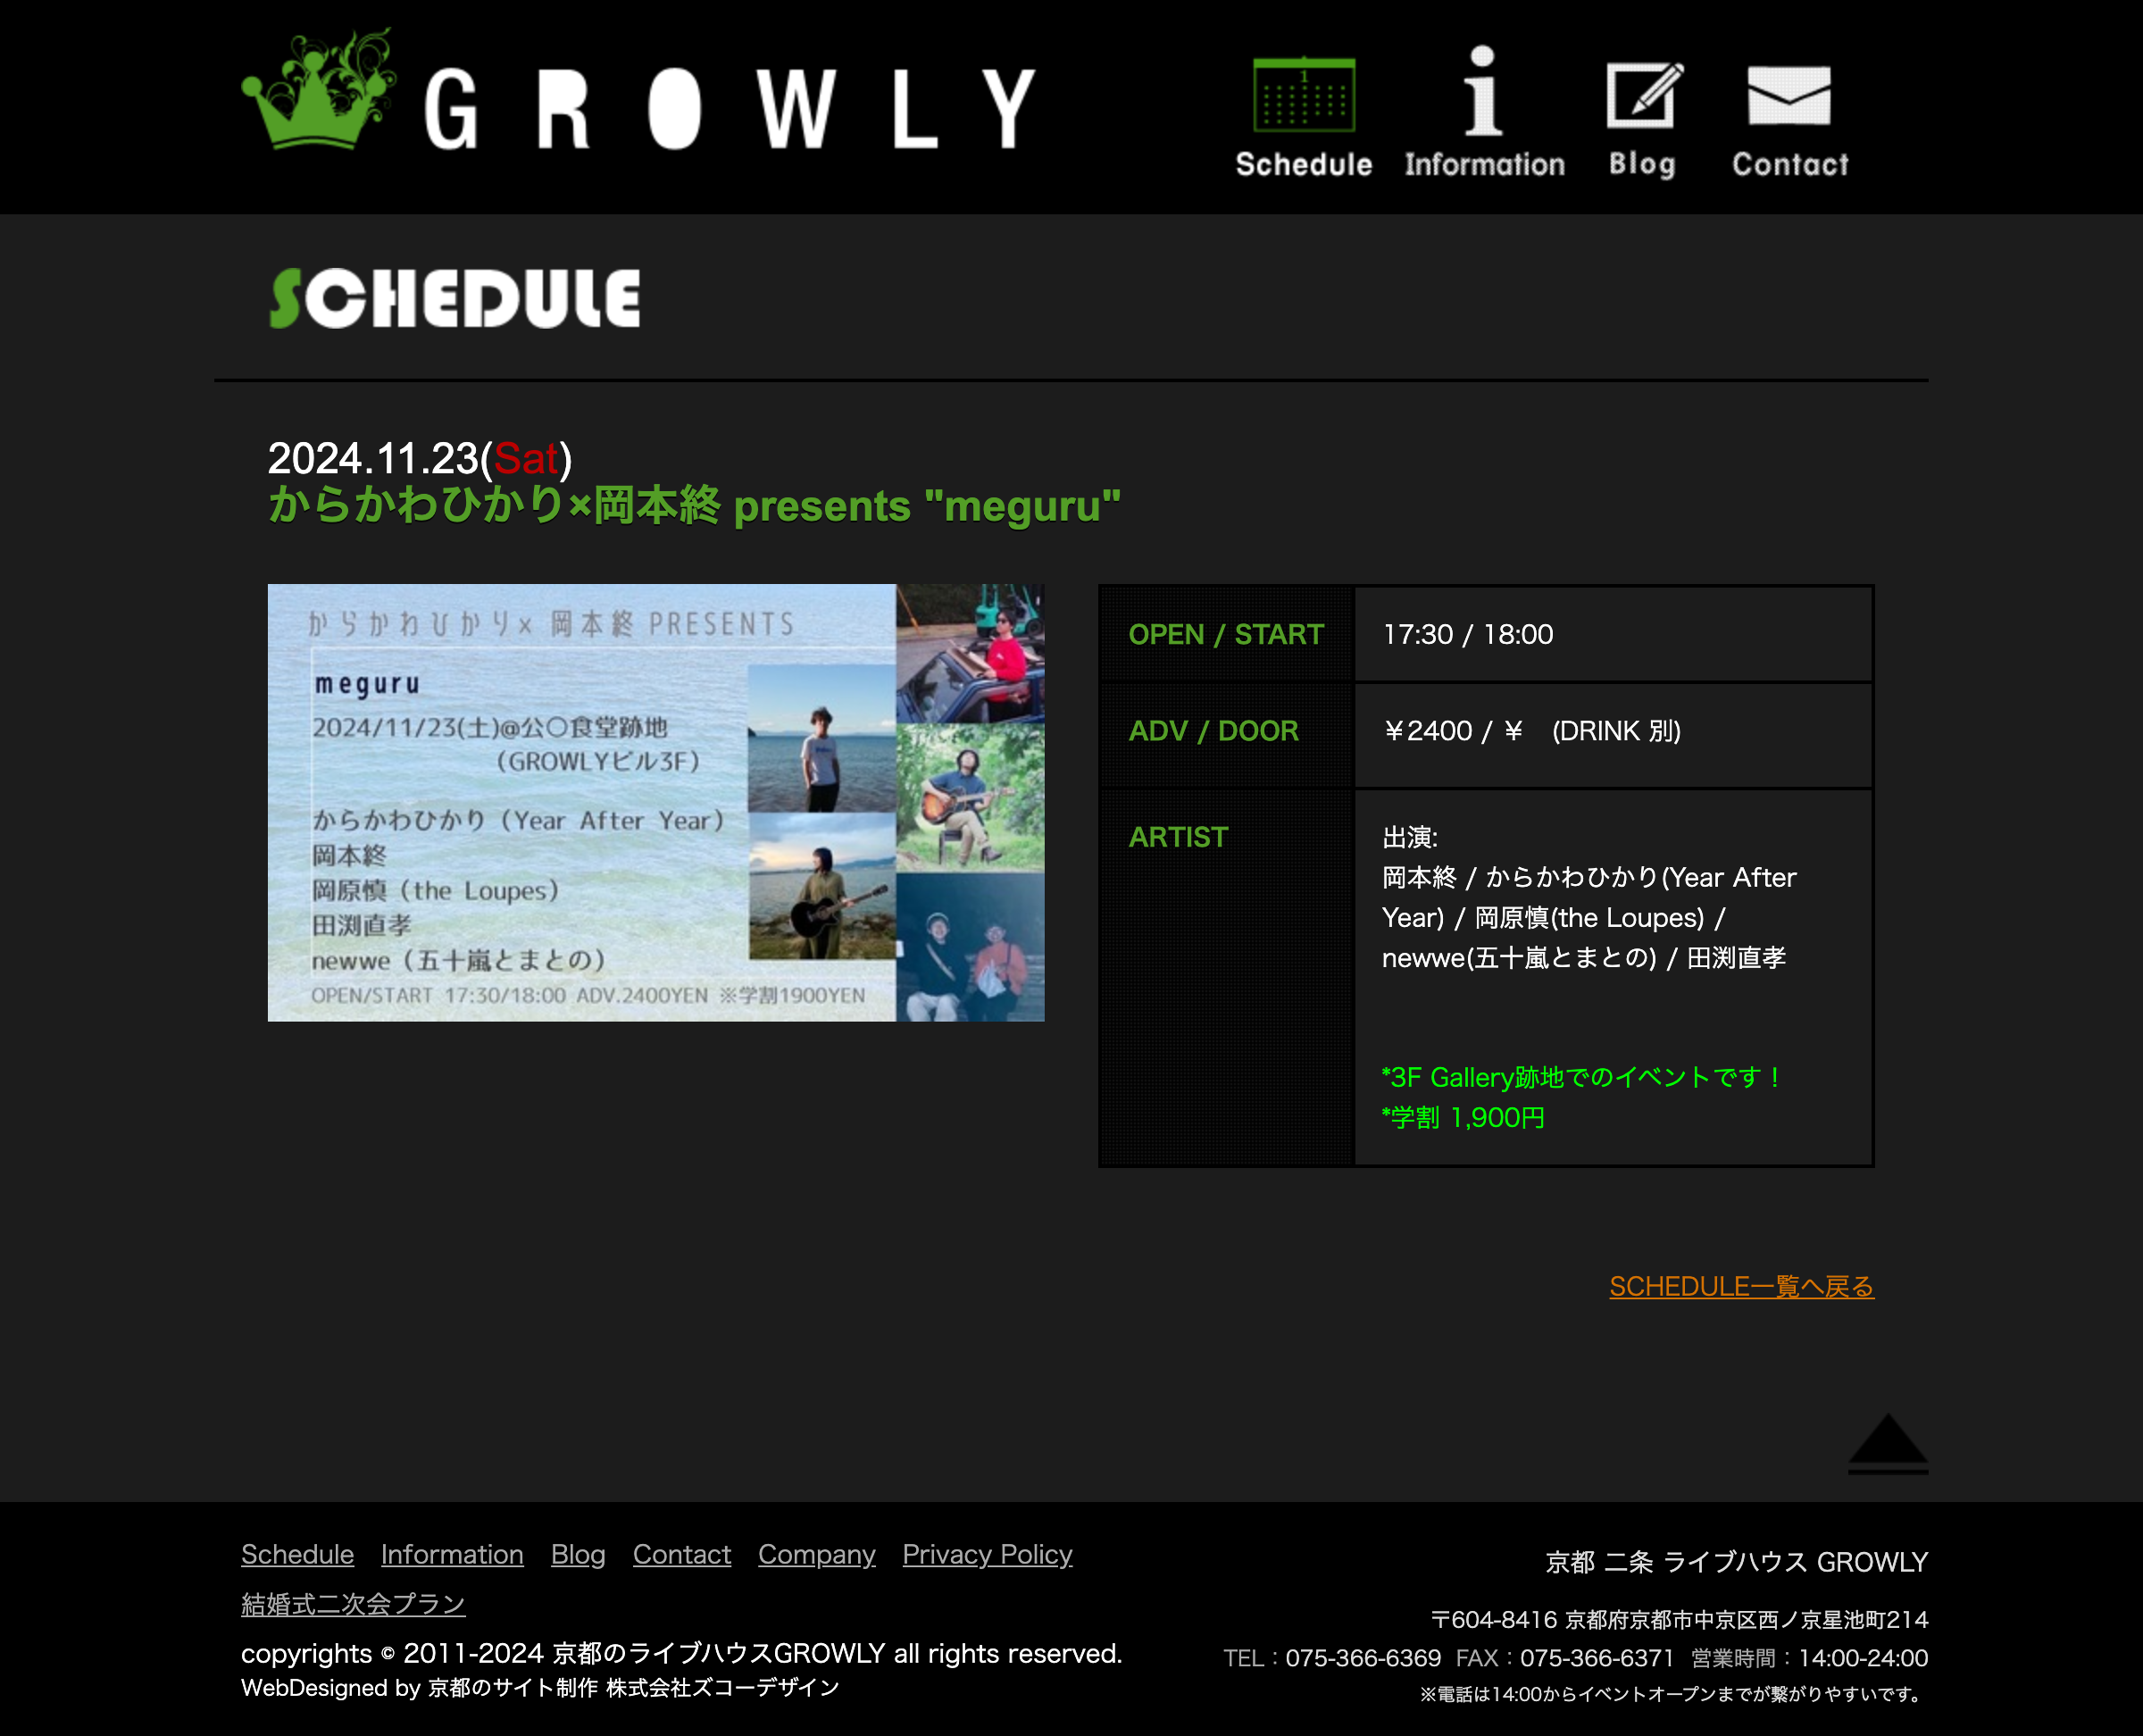 GROWLY
Schedule
Information
Blog
Contact
SCHEDULE
2024.11.23(Sat)
からかわひかり×岡本終 presents "meguru"
からかわひかり× 岡本終 PRESENTS
meguru
2024/11/23(土)@公〇食堂跡地
(GROWLYビル3F)
からかわひかり (Year After Year)
岡本終
岡原慎 (the Loupes)
田渕直孝
newwe (五十嵐とまとの)
OPEN/START 17:30/18:00 ADV.2400YEN ※学割1900YEN
OPEN / START
17:30 / 18:00
ADV / DOOR
￥2400 / ￥　(DRINK 別)
ARTIST
出演:
岡本終 / からかわひかり(Year After
Year) / 岡原慎(the Loupes) /
newwe(五十嵐とまとの) / 田渕直孝
*3F Gallery跡地でのイベントです！
*学割 1,900円
SCHEDULE一覧へ戻る
Schedule Information Blog Contact Company Privacy Policy
結婚式二次会プラン
copyrights © 2011-2024 京都のライブハウスGROWLY all rights reserved.
WebDesigned by 京都のサイト制作 株式会社ズコーデザイン
京都 二条 ライブハウス GROWLY
〒604-8416 京都府京都市中京区西ノ京星池町214
TEL：075-366-6369 FAX：075-366-6371 営業時間：14:00-24:00
※電話は14:00からイベントオープンまでが繋がりやすいです。